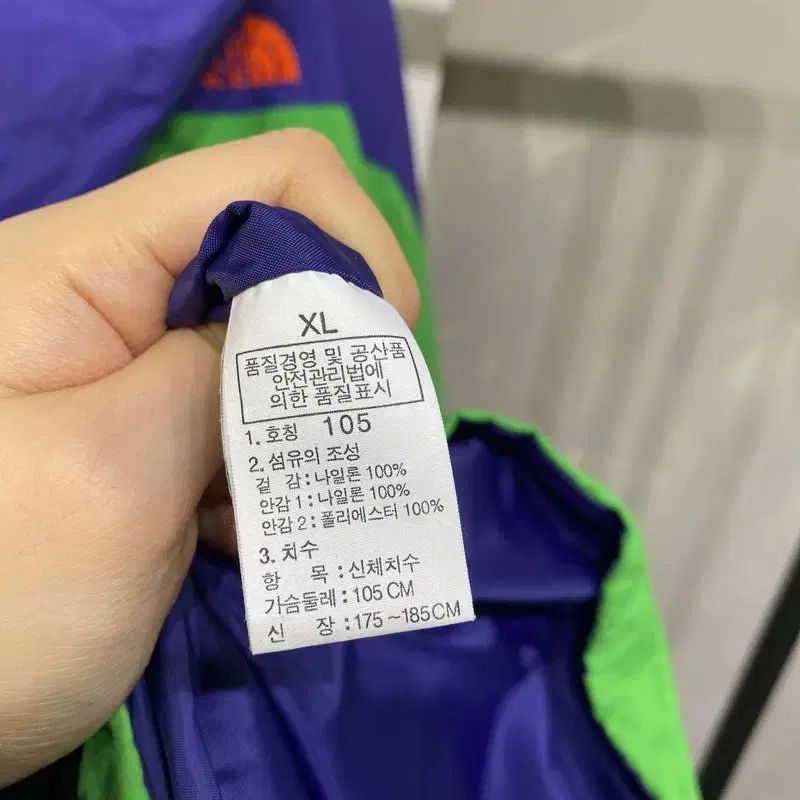 XL
품질경영 및 공산품
안전관리법에
의한 품질표시
1. 호칭 105
2. 섬유의 조성
겉 감 : 나일론 100%
안감 1 : 나일론 100%
안감 2 : 폴리에스터 100%
3. 치수
항 목 : 신체치수
가슴둘레 : 105 CM
신 장 : 175 ~ 185 CM